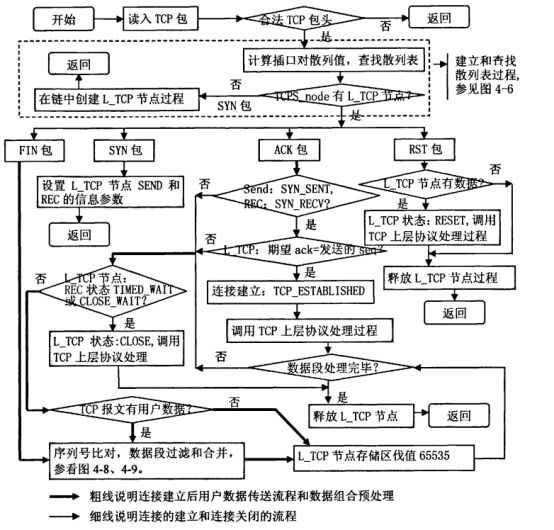 开始
读入 TCP 包
合法 TCP 包头
否
返回
是
计算插口对散列值，查找散列表
建立和查找
散列表过程，
参见图 4-6
返回
否
在链中创建 L_TCP 节点过程
SYN 包
TCPS_node 有 L_TCP 节点?
是
FIN 包
SYN 包
ACK 包
RST 包
设置 L_TCP 节点 SEND 和
REC 的信息参数
返回
否
Send: SYN_SENT,
REC: SYN_RECV?
是
L_TCP 节点有数据?
否
是
L_TCP 状态: RESET, 调用
TCP 上层协议处理过程
释放 L_TCP 节点过程
返回
否
L_TCP: 期望 ack=发送的 seq?
是
连接建立: TCP_ESTABLISHED
调用 TCP 上层协议处理过程
否
L_TCP 节点:
REC 状态 TIMED_WAIT
或 CLOSE_WAIT?
是
L_TCP 状态:CLOSE, 调用
TCP 上层协议处理
否
数据段处理完毕?
是
释放 L_TCP 节点
返回
TCP 报文有用户数据?
否
是
序列号比对，数据段过滤和合并，
参看图 4-8、4-9。
L_TCP 节点存储区伐值 65535
粗线说明连接建立后用户数据传送流程和数据组合预处理
细线说明连接的建立和连接关闭的流程